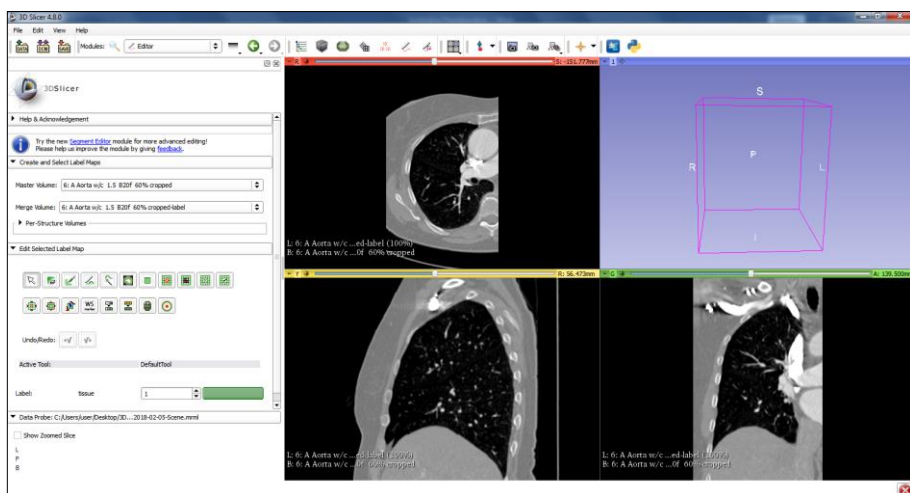 3D Slicer 4.8.0
File Edit View Help
DATA DCM SAVE Modules: Editor
S: -151.777mm
1
3DSlicer
Help & Acknowledgement
Try the new Segment Editor module for more advanced editing!
Please help us improve the module by giving feedback.
Create and Select Label Maps
Master Volume: 6: A Aorta w/c 1.5 B20f 60% cropped
Merge Volume: 6: A Aorta w/c 1.5 B20f 60% cropped-label
Per-Structure Volumes
Edit Selected Label Map
WS
Undo/Redo:
Active Tool: DefaultTool
Label: tissue 1
Data Probe: C:/Users/user/Desktop/3D...2018-02-05-Scene.mrml
Show Zoomed Slice
L
F
B
R
L: 6: A Aorta w/c ...ed-label (100%)
B: 6: A Aorta w/c ...0f 60% cropped
S
R
P
L
I
Y
R: 56.473mm
L: 6: A Aorta w/c ...ed-label (100%)
B: 6: A Aorta w/c ...0f 60% cropped
G
A: 139.500mm
L: 6: A Aorta w/c ...ed-label (100%)
B: 6: A Aorta w/c ...0f 60% cropped